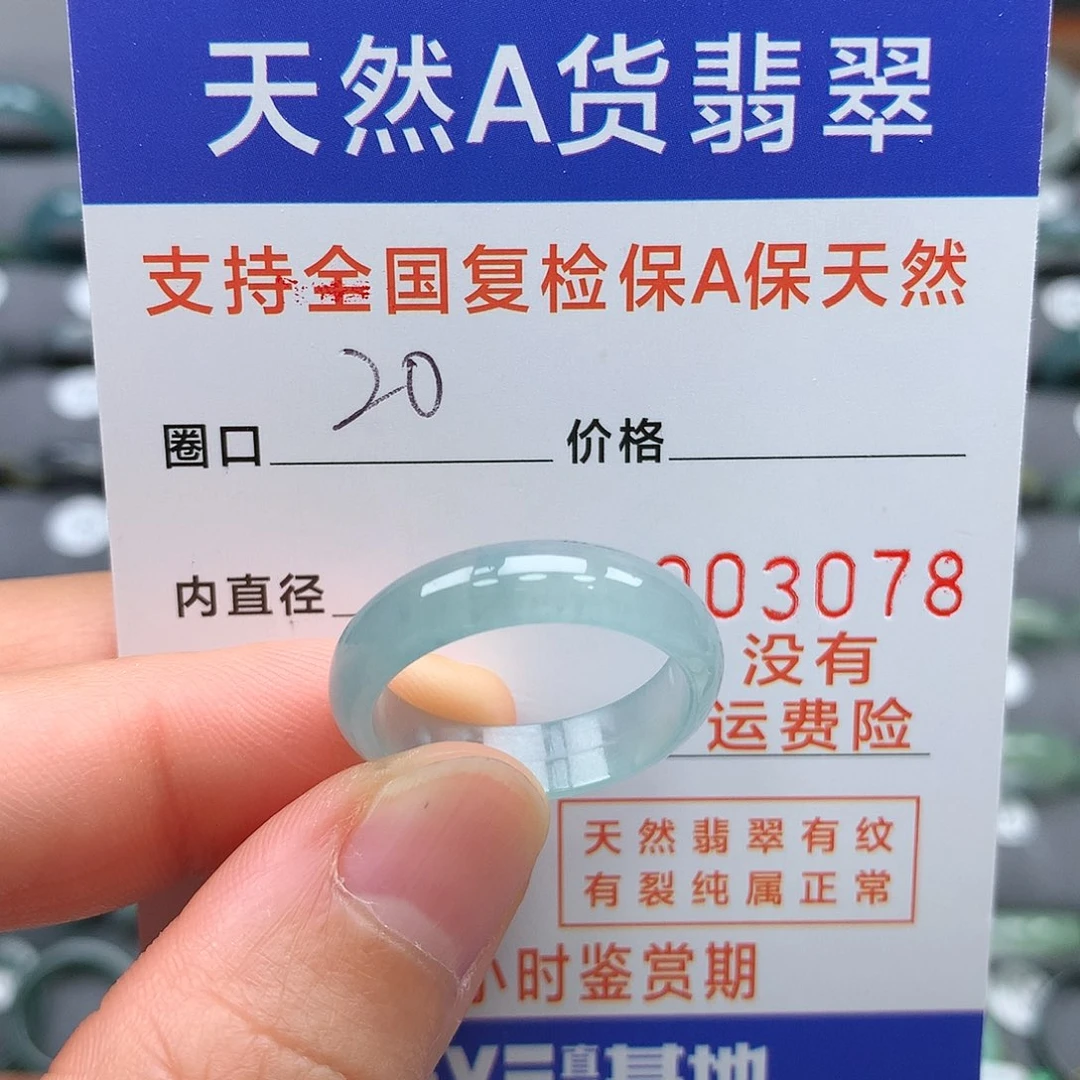 天然A货翡翠
支持全国复检保A保天然
圈口 20 价格
内直径 003078
没有
运费险
天然翡翠有纹
有裂纯属正常
小时鉴赏期
基地